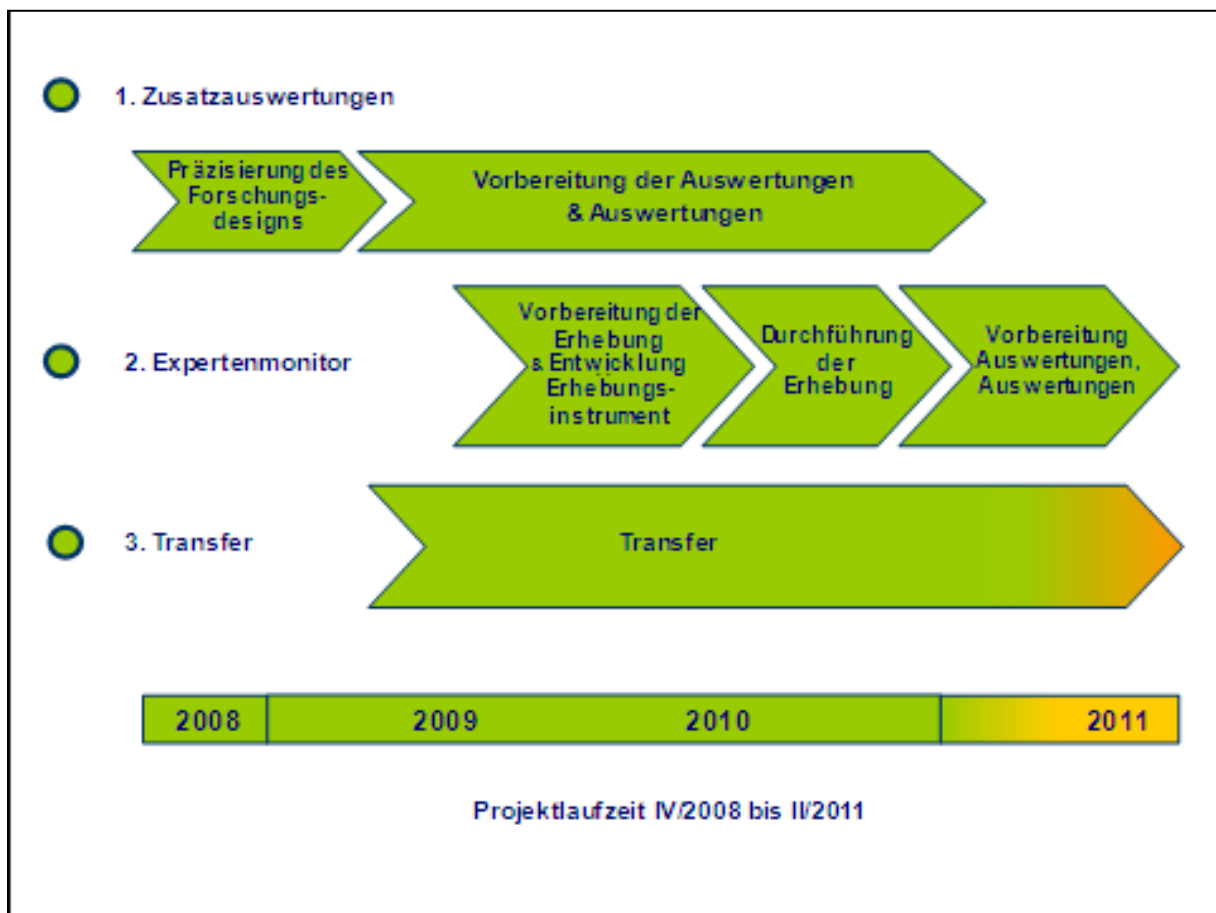 1. Zusatzauswertungen
Präzisierung des
Forschungs-
designs
Vorbereitung der Auswertungen
& Auswertungen
2. Expertenmonitor
Vorbereitung der
Erhebung
& Entwicklung
Erhebungs-
instrument
Durchführung
der
Erhebung
Vorbereitung
Auswertungen,
Auswertungen
3. Transfer
Transfer
2008 2009 2010 2011
Projektlaufzeit IV/2008 bis II/2011